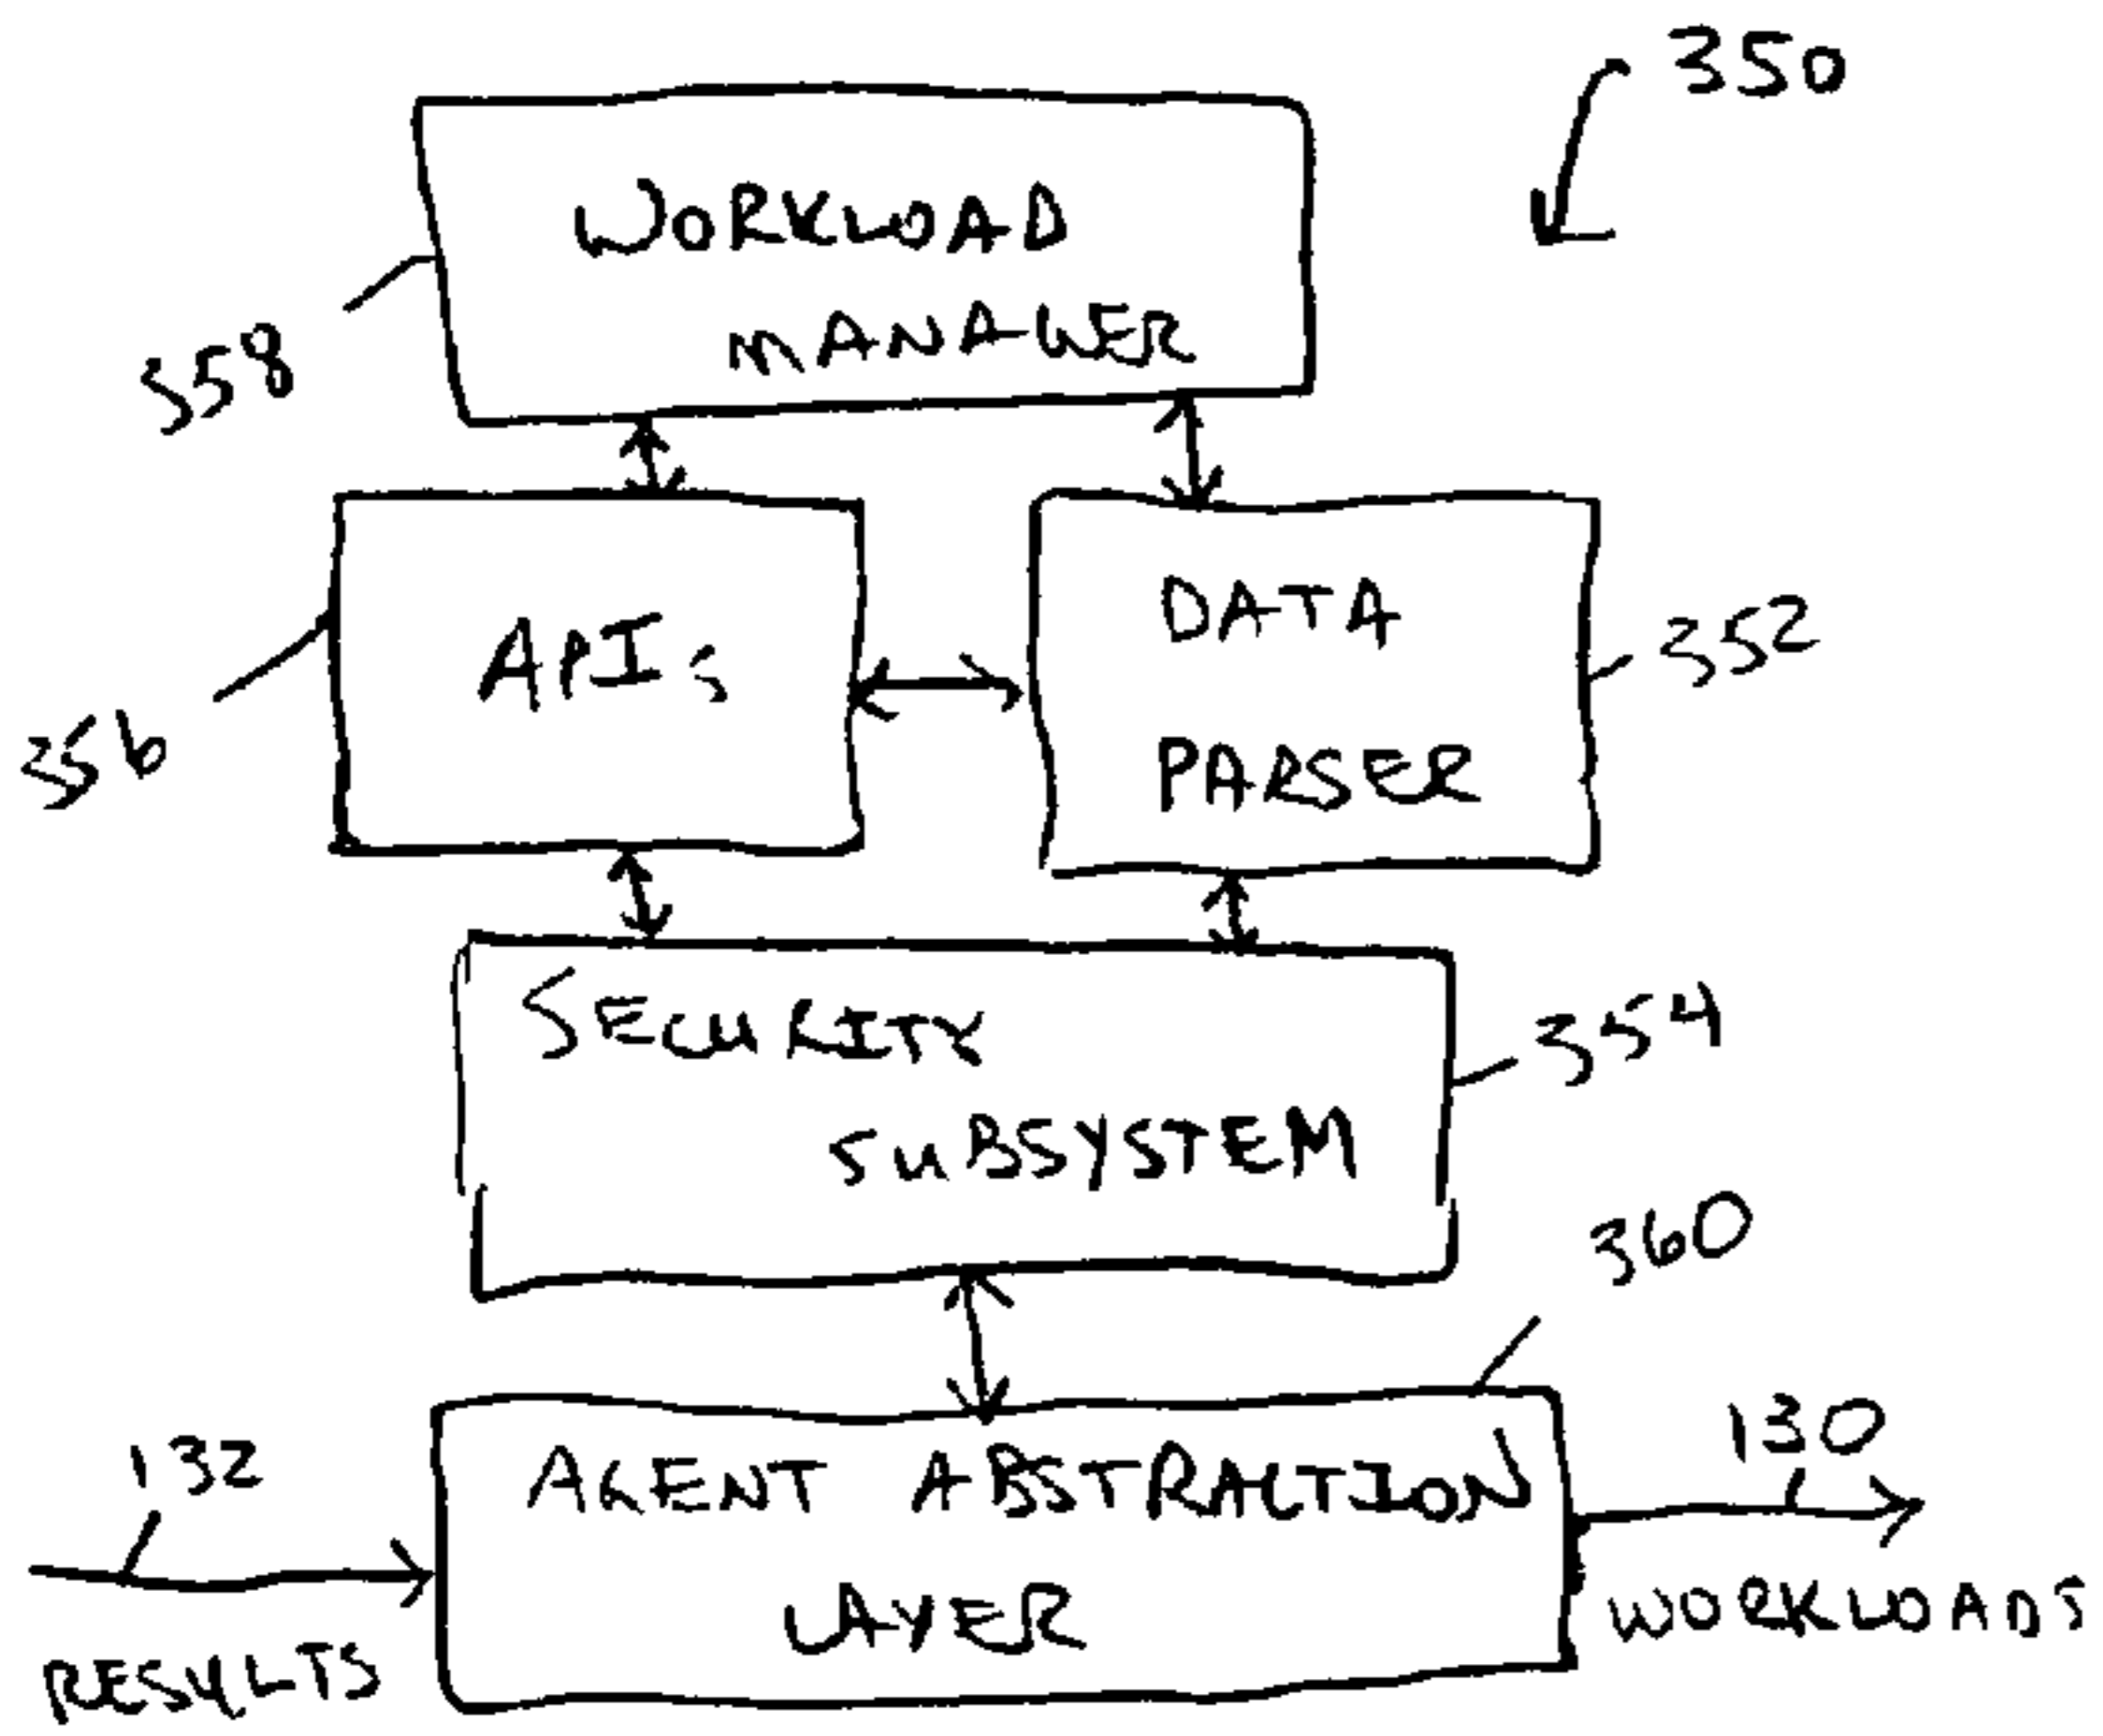 350
WORKLOAD
MANAGER
358
APIs
DATA
PARSER
352
356
SECURITY
SUBSYSTEM
354
360
AGENT ABSTRACTION
LAYER
132
RESULTS
130
WORKLOADS